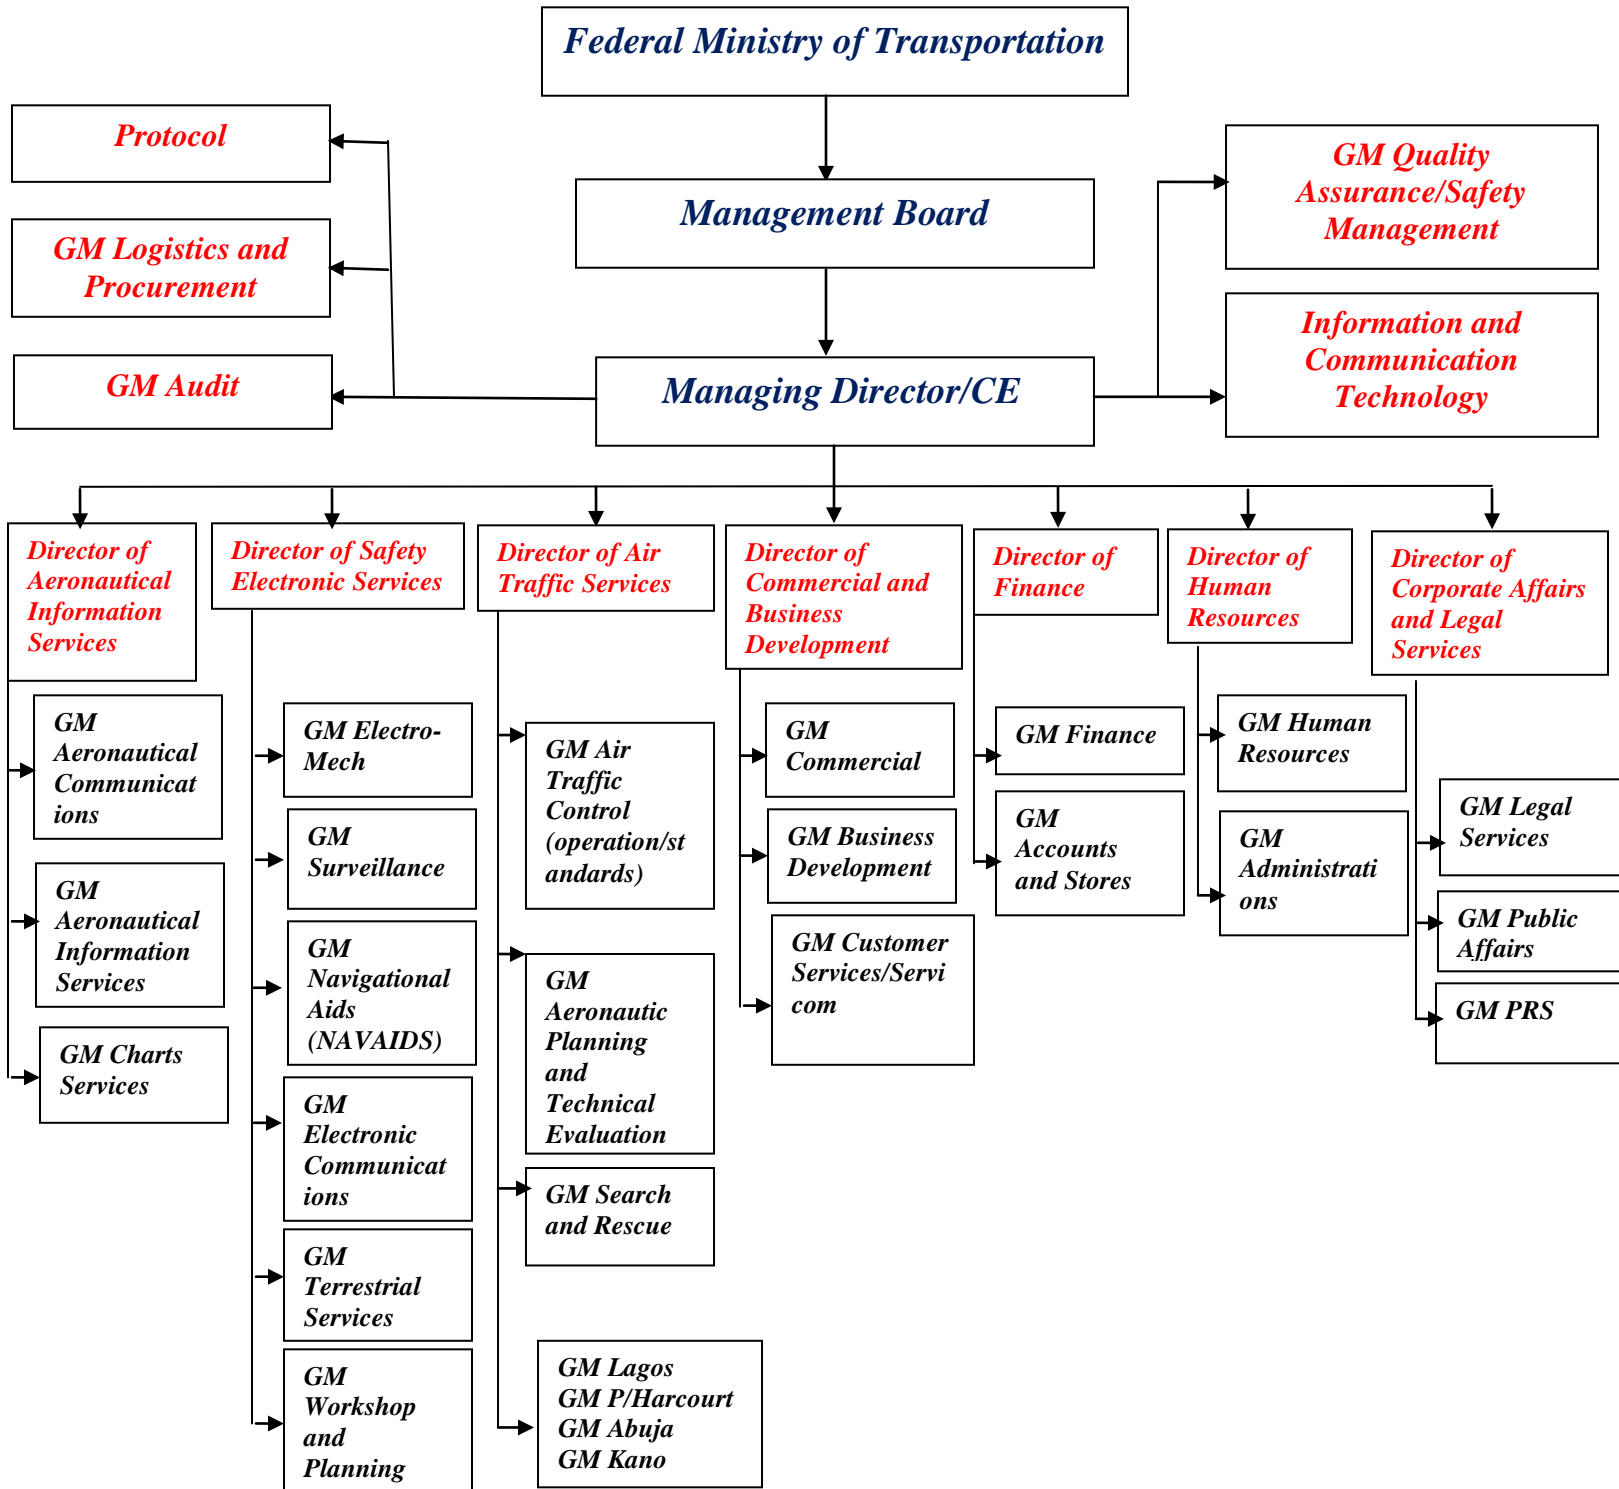 Federal Ministry of Transportation
Protocol
GM Quality
Assurance/Safety
Management
Management Board
GM Logistics and
Procurement
Information and
Communication
Technology
GM Audit
Managing Director/CE
Director of
Aeronautical
Information
Services
Director of Safety
Electronic Services
Director of Air
Traffic Services
Director of
Commercial and
Business
Development
Director of
Finance
Director of
Human
Resources
Director of
Corporate Affairs
and Legal
Services
GM
Aeronautical
Communicat
ions
GM
Aeronautical
Information
Services
GM Charts
Services
GM Electro-
Mech
GM
Surveillance
GM
Navigational
Aids
(NAVAIDS)
GM
Electronic
Communicat
ions
GM
Terrestrial
Services
GM
Workshop
and
Planning
GM Air
Traffic
Control
(operation/st
andards)
GM
Aeronautic
Planning
and
Technical
Evaluation
GM Search
and Rescue
GM Lagos
GM P/Harcourt
GM Abuja
GM Kano
GM
Commercial
GM Business
Development
GM Customer
Services/Servi
com
GM Finance
GM
Accounts
and Stores
GM Human
Resources
GM
Administrati
ons
GM Legal
Services
GM Public
Affairs
GM PRS